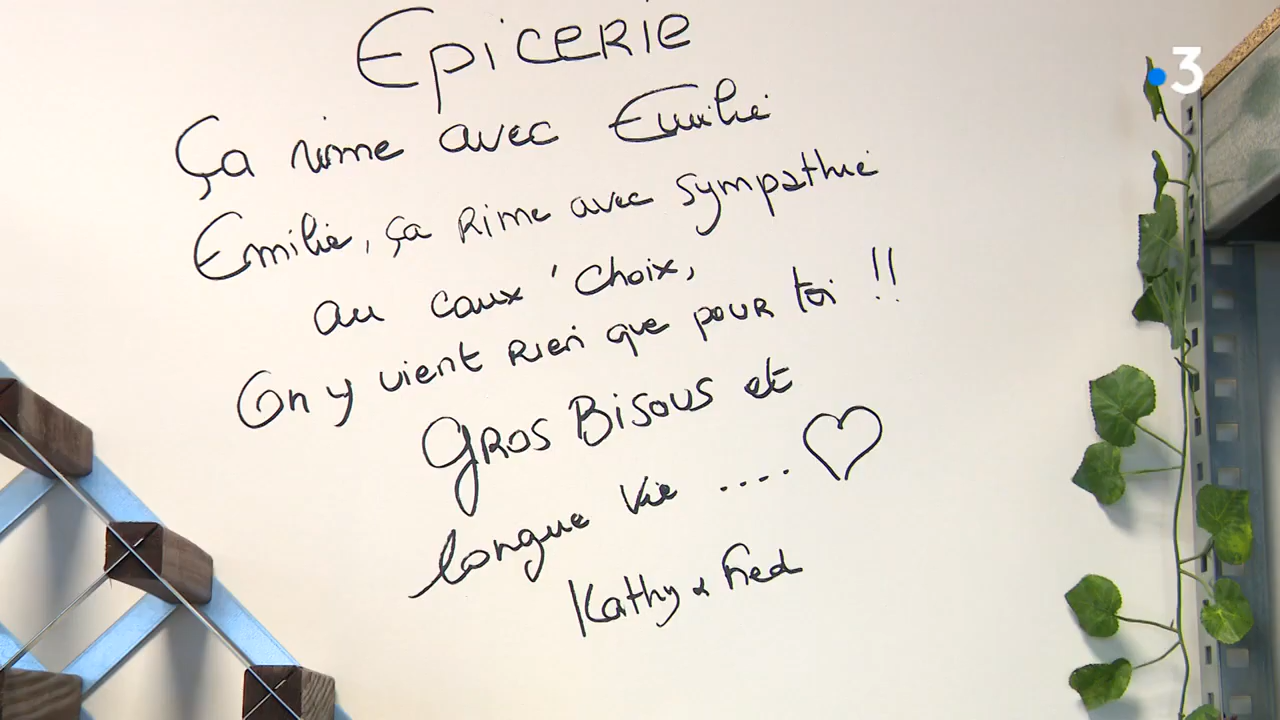 Epicerie
Ça rime avec Emilie
Emilie, ça rime avec sympathie
au caux' choix,
On y vient rien que pour toi !!
Gros Bisous et
longue vie ....♡
Kathy & Fred
3